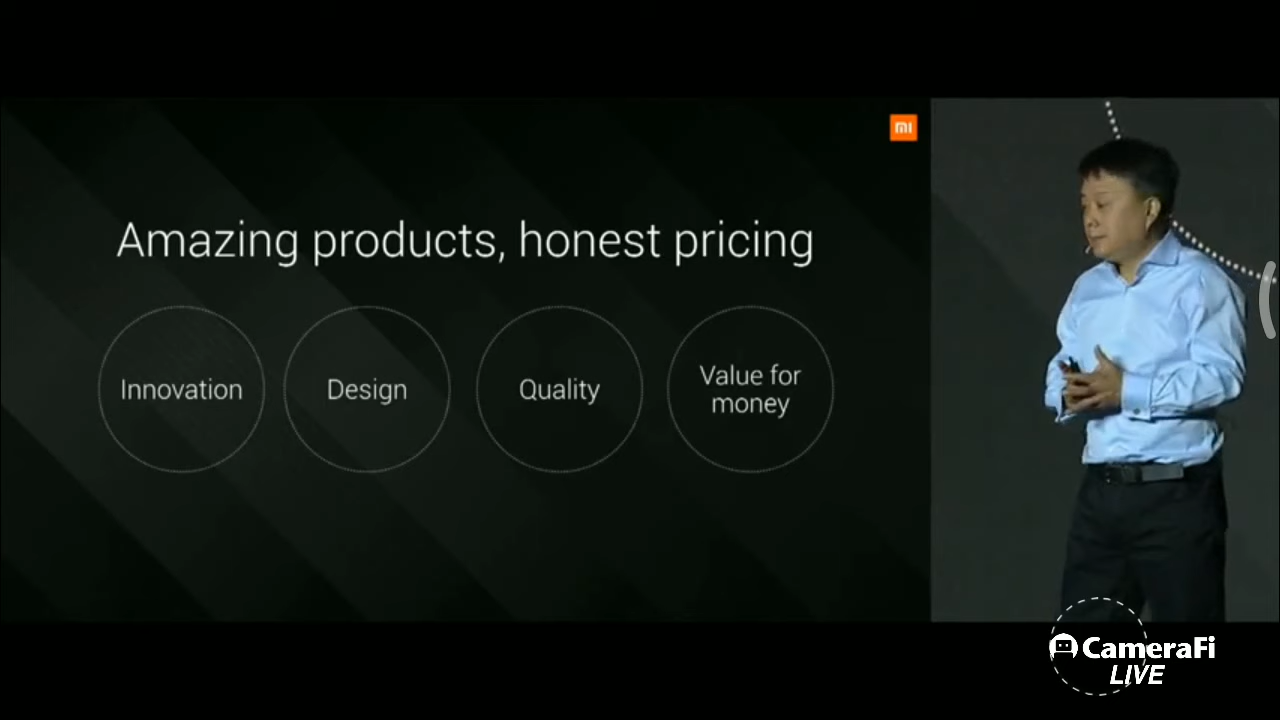 mi
Amazing products, honest pricing
Innovation
Design
Quality
Value for
money
CameraFi
LIVE